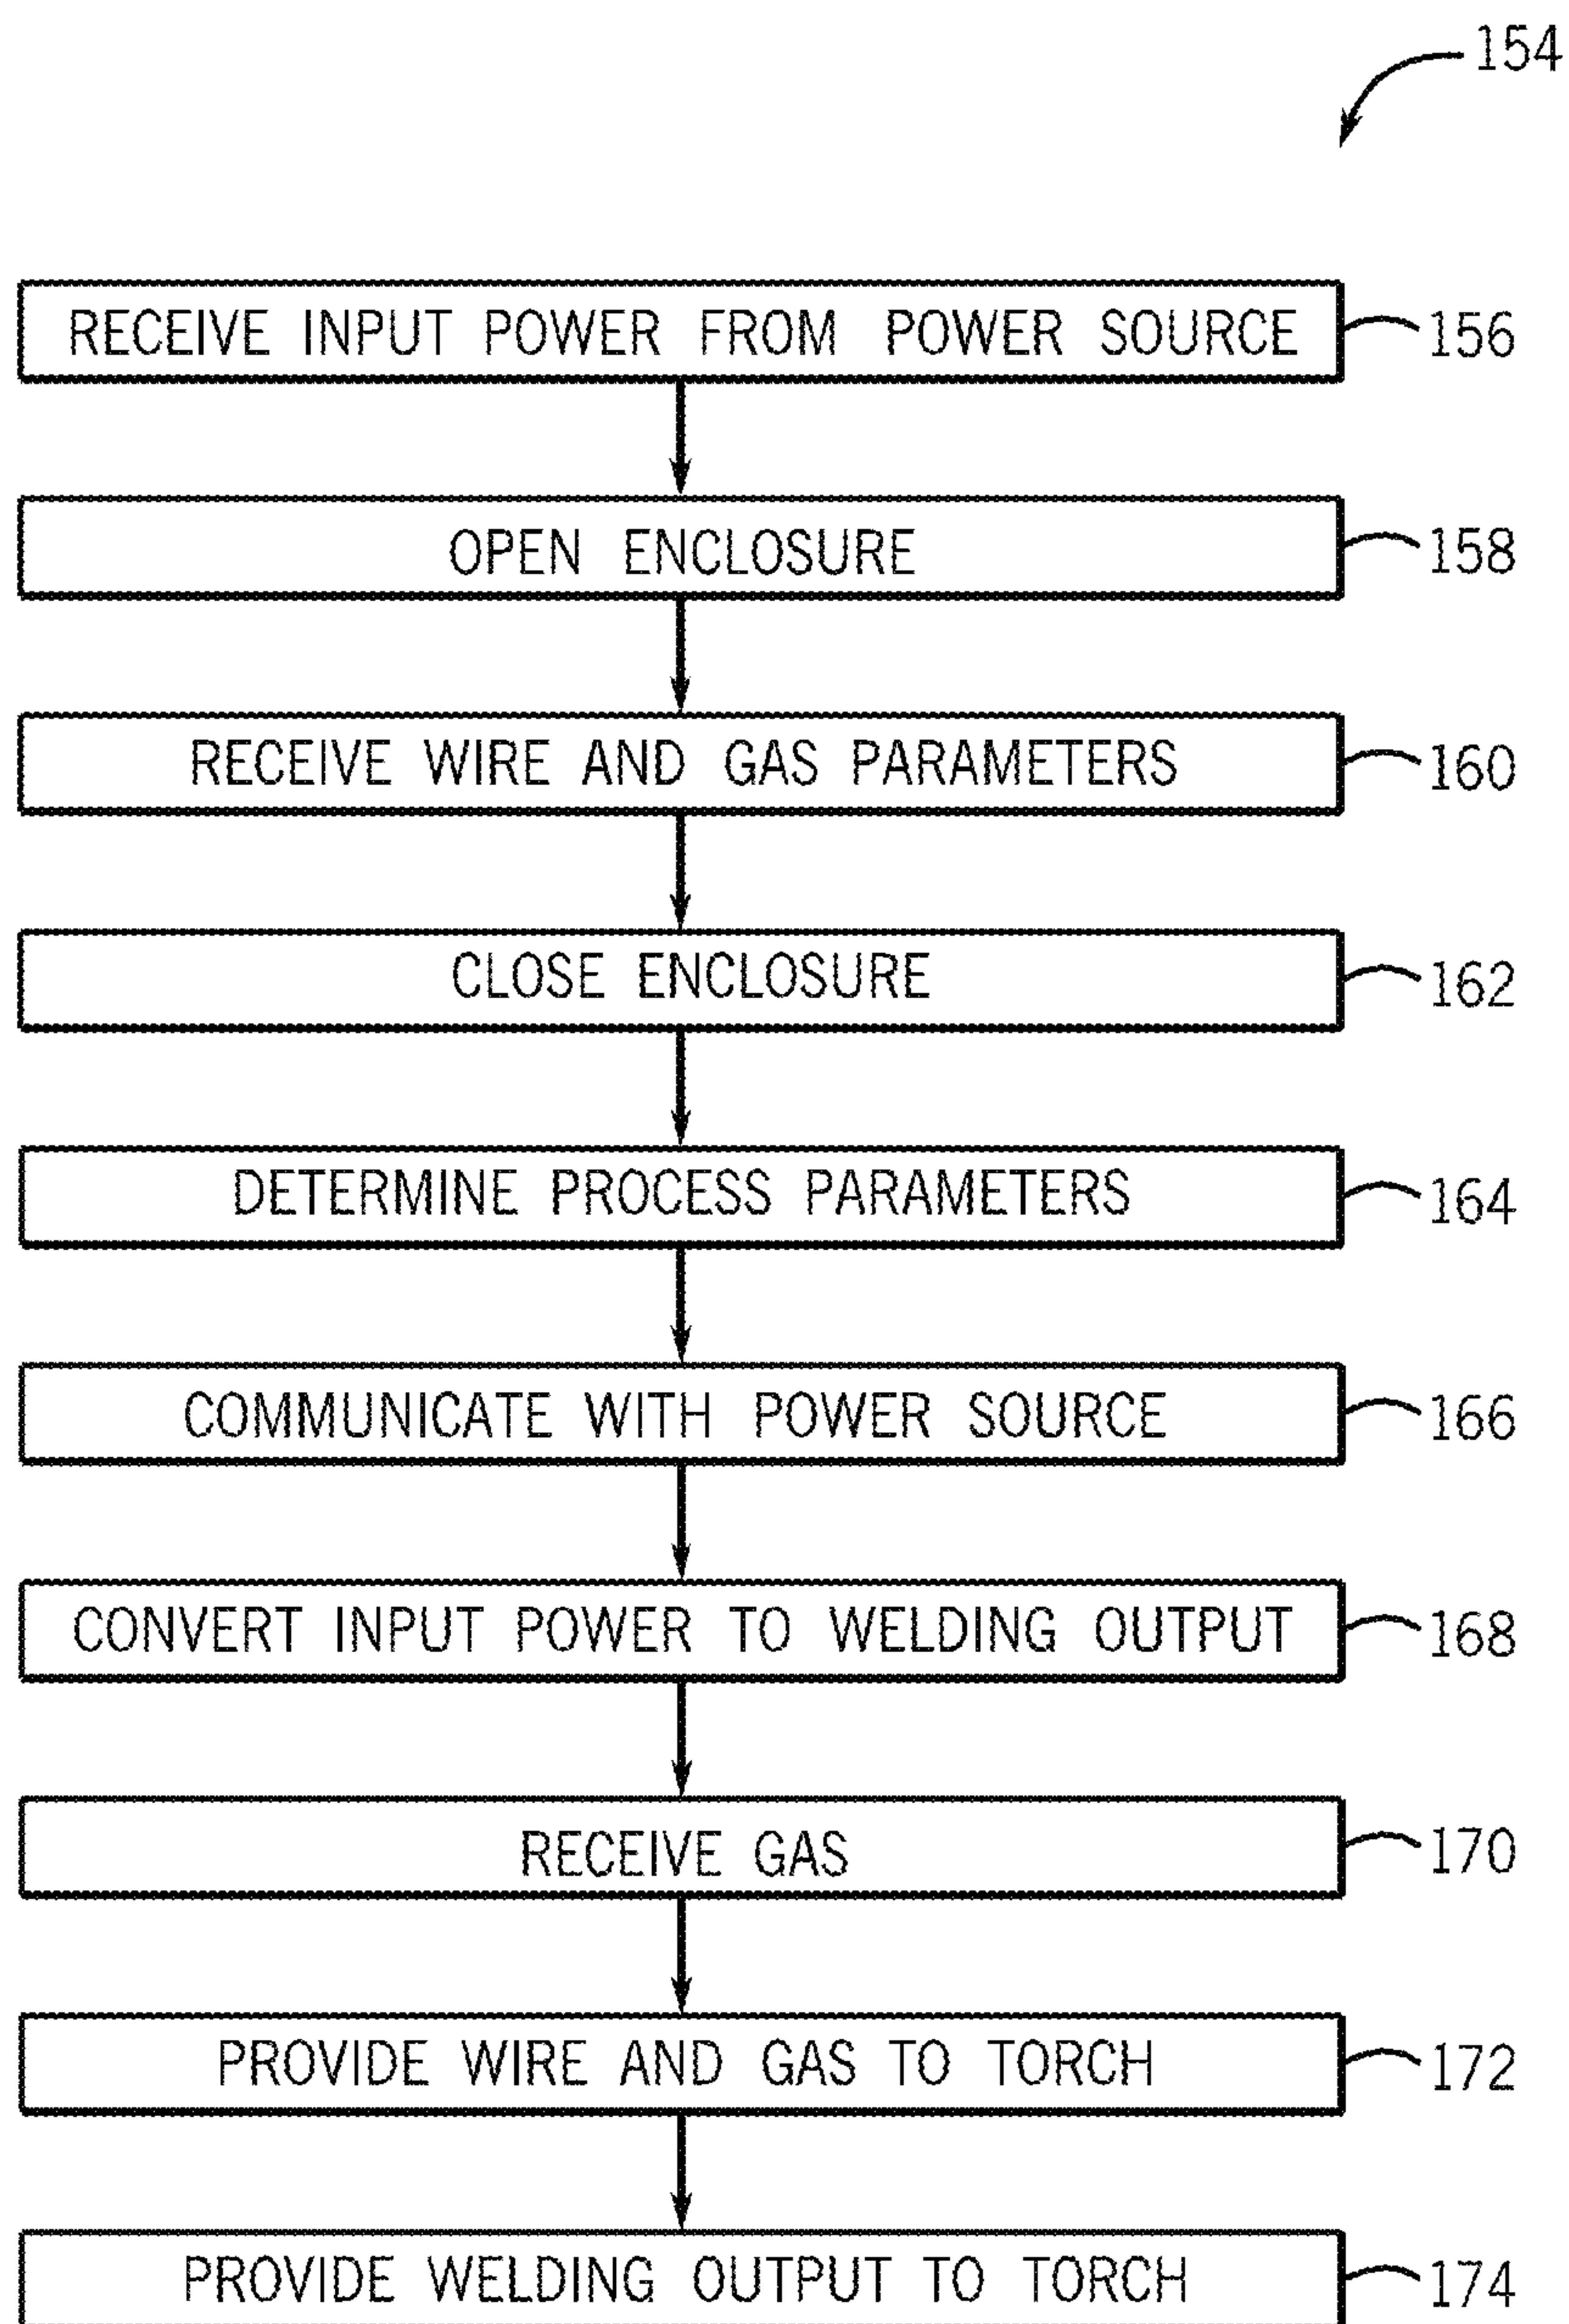 154
RECEIVE INPUT POWER FROM POWER SOURCE 156
OPEN ENCLOSURE 158
RECEIVE WIRE AND GAS PARAMETERS 160
CLOSE ENCLOSURE 162
DETERMINE PROCESS PARAMETERS 164
COMMUNICATE WITH POWER SOURCE 166
CONVERT INPUT POWER TO WELDING OUTPUT 168
RECEIVE GAS 170
PROVIDE WIRE AND GAS TO TORCH 172
PROVIDE WELDING OUTPUT TO TORCH 174